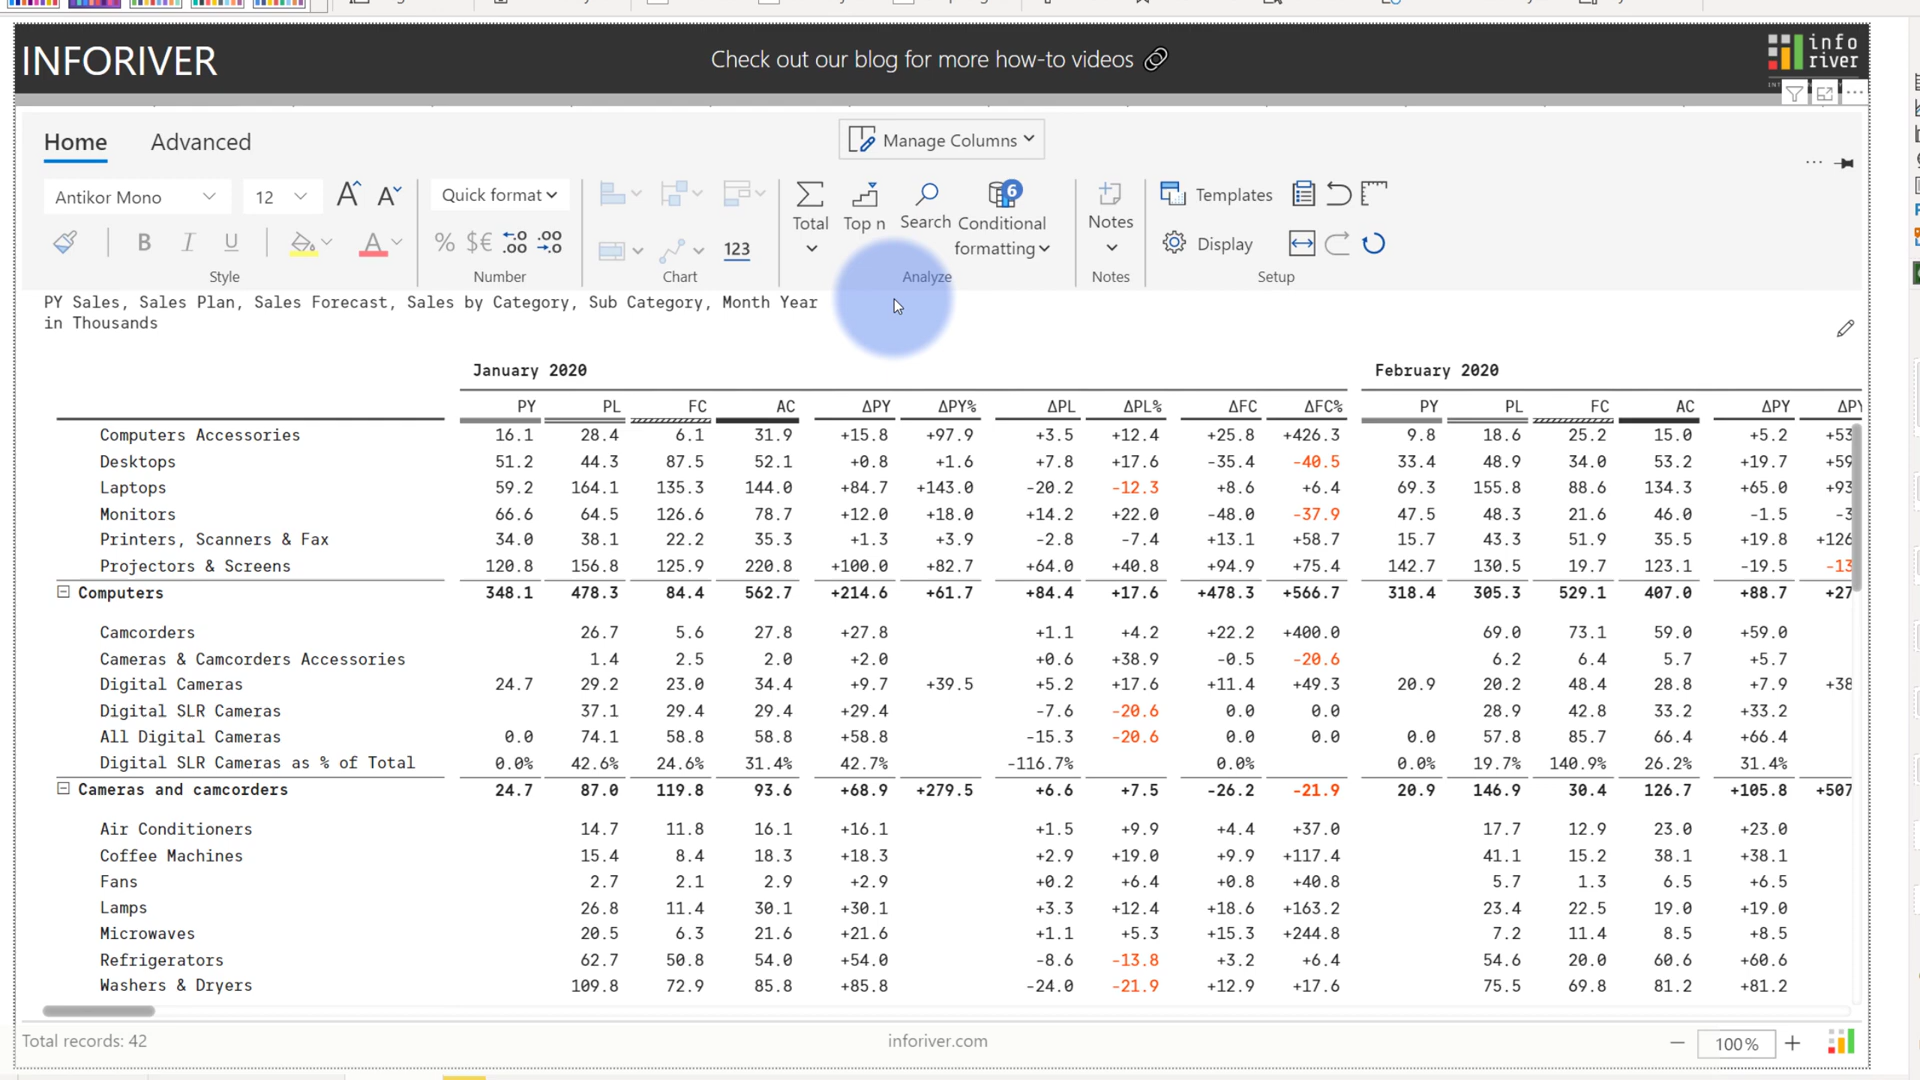 INFORIVER
Check out our blog for more how-to videos
info
river
Home Advanced
Manage Columns
Antikor Mono 12 A A Quick format Total Top n Search 6 Conditional formatting Notes Templates
B I U A % $€ .00 .00 123 Display
Style Number Chart Analyze Notes Setup
PY Sales, Sales Plan, Sales Forecast, Sales by Category, Sub Category, Month Year
in Thousands
January 2020 February 2020
PY PL FC AC ΔPY ΔPY% ΔPL ΔPL% ΔFC ΔFC% PY PL FC AC ΔPY ΔPY
Computers Accessories 16.1 28.4 6.1 31.9 +15.8 +97.9 +3.5 +12.4 +25.8 +426.3 9.8 18.6 25.2 15.0 +5.2 +53
Desktops 51.2 44.3 87.5 52.1 +0.8 +1.6 +7.8 +17.6 -35.4 -40.5 33.4 48.9 34.0 53.2 +19.7 +59
Laptops 59.2 164.1 135.3 144.0 +84.7 +143.0 -20.2 -12.3 +8.6 +6.4 69.3 155.8 88.6 134.3 +65.0 +93
Monitors 66.6 64.5 126.6 78.7 +12.0 +18.0 +14.2 +22.0 -48.0 -37.9 47.5 48.3 21.6 46.0 -1.5 -3
Printers, Scanners & Fax 34.0 38.1 22.2 35.3 +1.3 +3.9 -2.8 -7.4 +13.1 +58.7 15.7 43.3 51.9 35.5 +19.8 +126
Projectors & Screens 120.8 156.8 125.9 220.8 +100.0 +82.7 +64.0 +40.8 +94.9 +75.4 142.7 130.5 19.7 123.1 -19.5 -13
Computers 348.1 478.3 84.4 562.7 +214.6 +61.7 +84.4 +17.6 +478.3 +566.7 318.4 305.3 529.1 407.0 +88.7 +27
Camcorders 26.7 5.6 27.8 +27.8 +1.1 +4.2 +22.2 +400.0 69.0 73.1 59.0 +59.0
Cameras & Camcorders Accessories 1.4 2.5 2.0 +2.0 +0.6 +38.9 -0.5 -20.6 6.2 6.4 5.7 +5.7
Digital Cameras 24.7 29.2 23.0 34.4 +9.7 +39.5 +5.2 +17.6 +11.4 +49.3 20.9 20.2 48.4 28.8 +7.9 +38
Digital SLR Cameras 37.1 29.4 29.4 +29.4 -7.6 -20.6 0.0 0.0 28.9 42.8 33.2 +33.2
All Digital Cameras 0.0 74.1 58.8 58.8 +58.8 -15.3 -20.6 0.0 0.0 0.0 57.8 85.7 66.4 +66.4
Digital SLR Cameras as % of Total 0.0% 42.6% 24.6% 31.4% 42.7% -116.7% 0.0% 0.0% 19.7% 140.9% 26.2% 31.4%
Cameras and camcorders 24.7 87.0 119.8 93.6 +68.9 +279.5 +6.6 +7.5 -26.2 -21.9 20.9 146.9 30.4 126.7 +105.8 +507
Air Conditioners 14.7 11.8 16.1 +16.1 +1.5 +9.9 +4.4 +37.0 17.7 12.9 23.0 +23.0
Coffee Machines 15.4 8.4 18.3 +18.3 +2.9 +19.0 +9.9 +117.4 41.1 15.2 38.1 +38.1
Fans 2.7 2.1 2.9 +2.9 +0.2 +6.4 +0.8 +40.8 5.7 1.3 6.5 +6.5
Lamps 26.8 11.4 30.1 +30.1 +3.3 +12.4 +18.6 +163.2 23.4 22.5 19.0 +19.0
Microwaves 20.5 6.3 21.6 +21.6 +1.1 +5.3 +15.3 +244.8 7.2 11.4 8.5 +8.5
Refrigerators 62.7 50.8 54.0 +54.0 -8.6 -13.8 +3.2 +6.4 54.6 20.0 60.6 +60.6
Washers & Dryers 109.8 72.9 85.8 +85.8 -24.0 -21.9 +12.9 +17.6 75.5 69.8 81.2 +81.2
Total records: 42 inforiver.com 100%